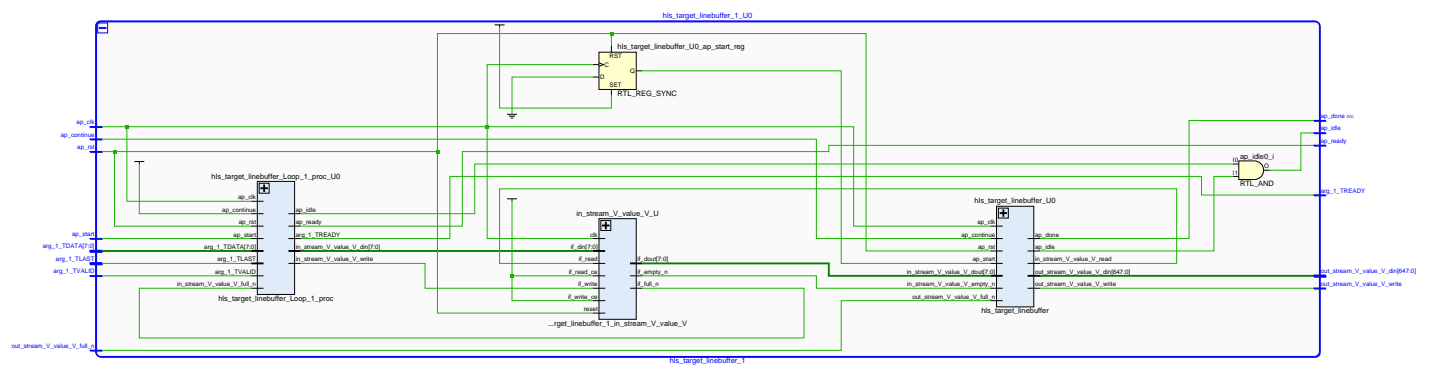 hls_target_linebuffer_1_U0
hls_target_linebuffer_U0_ap_start_reg
RST
C
D
Q
SET
RTL_REG_SYNC
ap_clk
ap_continue
ap_rst
ap_start
arg_1_TDATA[7:0]
arg_1_TLAST
arg_1_TVALID
out_stream_V_value_V_full_n
hls_target_linebuffer_Loop_1_proc_U0
ap_clk
ap_continue
ap_rst
ap_start
arg_1_TDATA[7:0]
arg_1_TLAST
arg_1_TVALID
in_stream_V_value_V_full_n
ap_idle
ap_ready
arg_1_TREADY
in_stream_V_value_V_din[7:0]
in_stream_V_value_V_write
hls_target_linebuffer_Loop_1_proc
in_stream_V_value_V_U
clk
if_din[7:0]
if_read
if_read_ce
if_write
if_write_ce
reset
if_dout[7:0]
if_empty_n
if_full_n
...rget_linebuffer_1_in_stream_V_value_V
hls_target_linebuffer_U0
ap_clk
ap_continue
ap_rst
ap_start
in_stream_V_value_V_dout[7:0]
in_stream_V_value_V_empty_n
out_stream_V_value_V_full_n
ap_done
ap_idle
in_stream_V_value_V_read
out_stream_V_value_V_din[647:0]
out_stream_V_value_V_write
hls_target_linebuffer
ap_idle0_i
I0
I1
O
RTL_AND
ap_done n/c
ap_idle
ap_ready
arg_1_TREADY
out_stream_V_value_V_din[647:0]
out_stream_V_value_V_write
hls_target_linebuffer_1